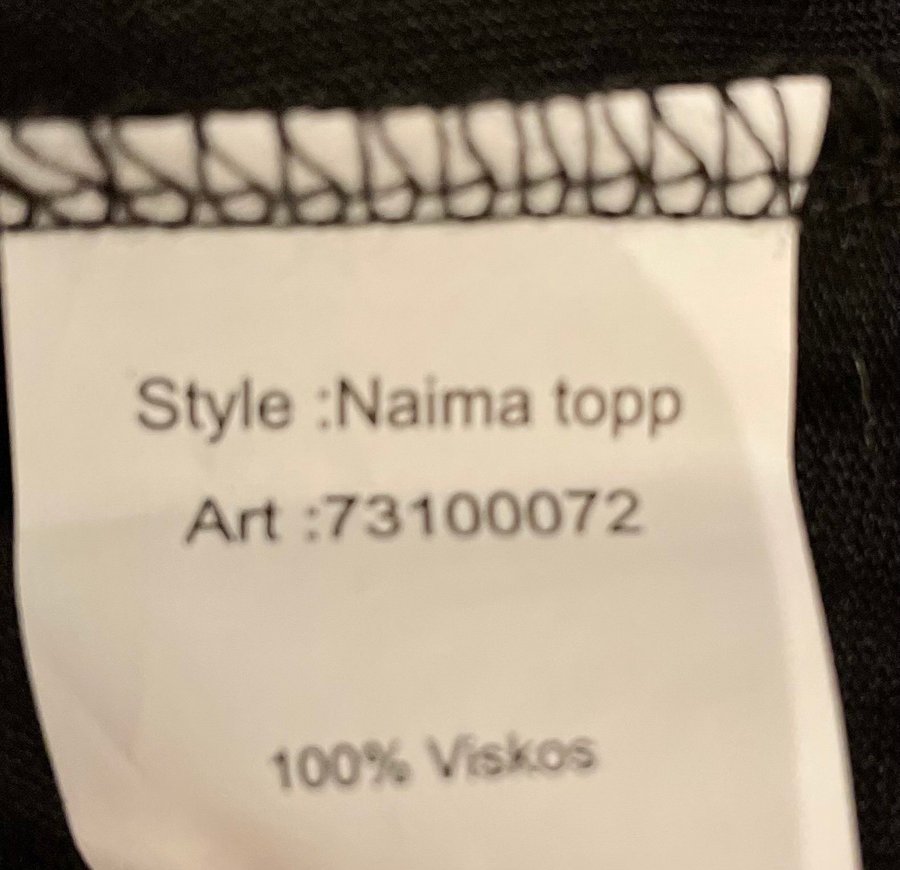 Style :Naima topp
Art :73100072
100% Viskos